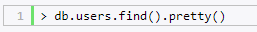 1 > db.users.find().pretty()